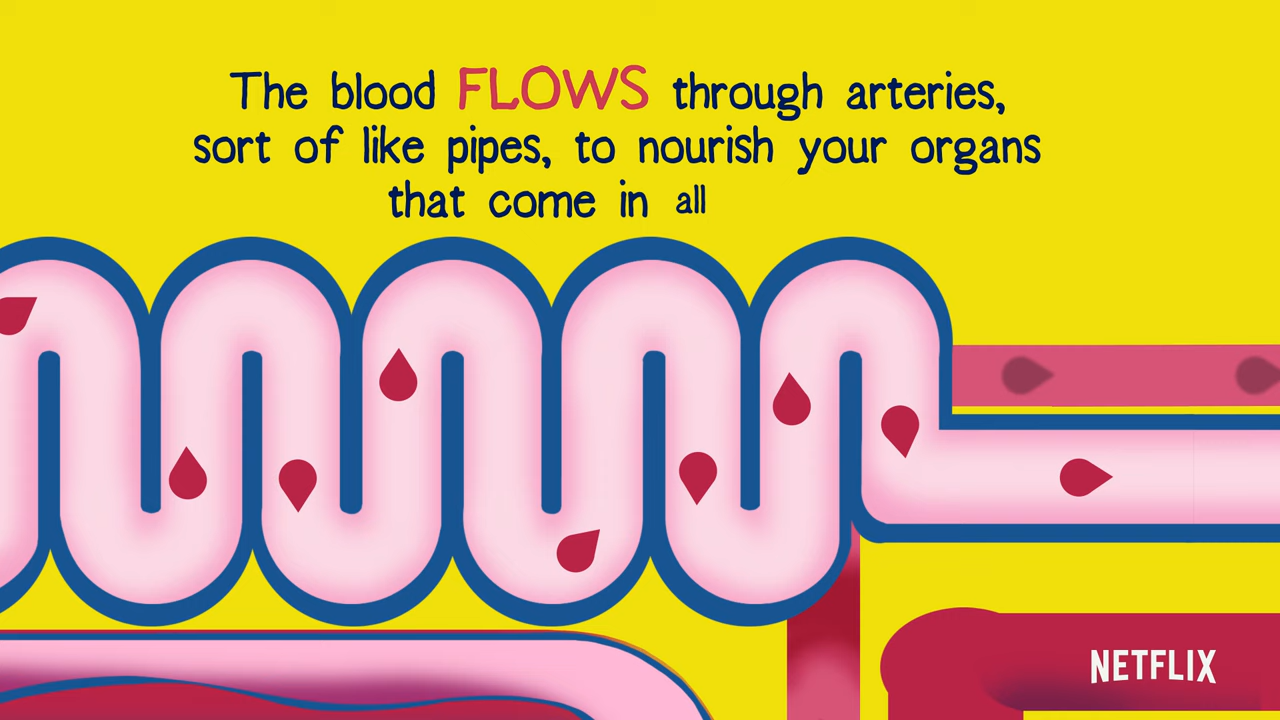 The blood FLOWS through arteries,
sort of like pipes, to nourish your organs
that come in all
NETFLIX